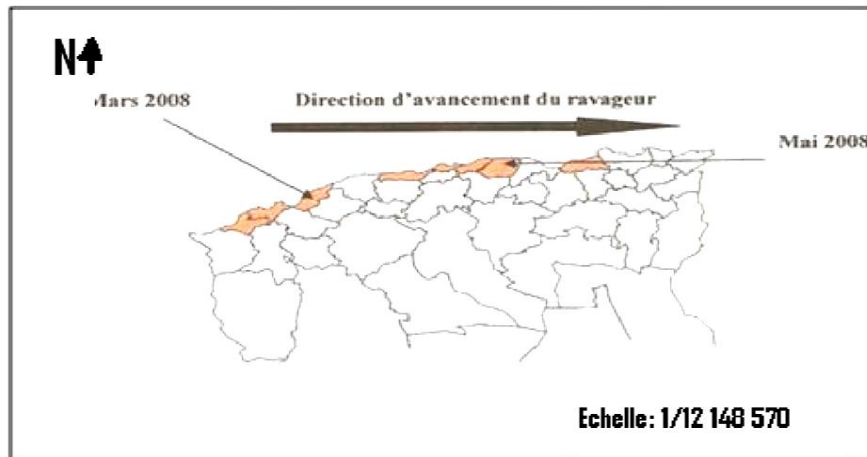 N
Mars 2008
Direction d'avancement du ravageur
Mai 2008
Echelle: 1/12 148 570